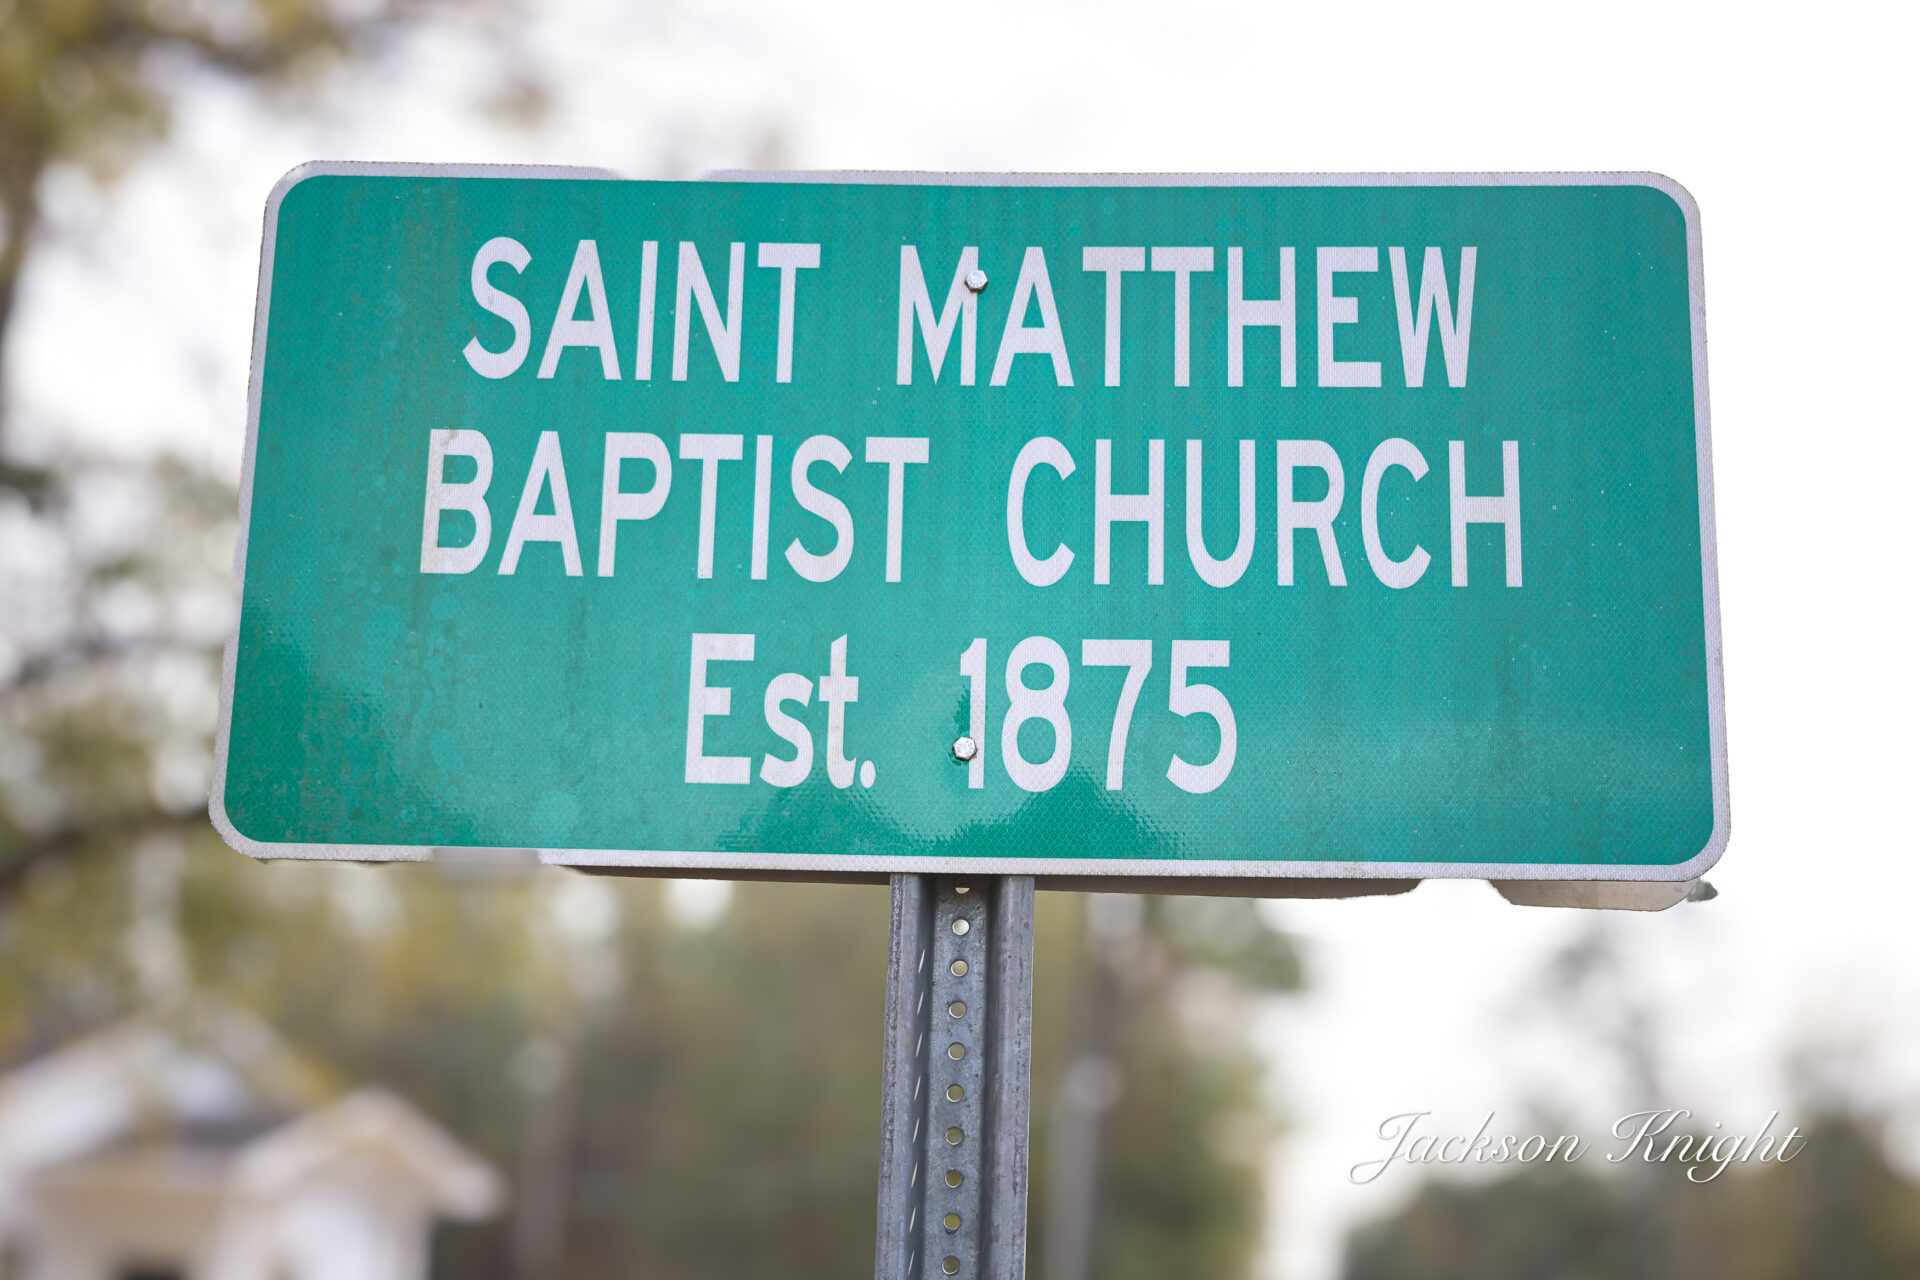 SAINT MATTHEW
BAPTIST CHURCH
Est. 1875
Jackson Knight